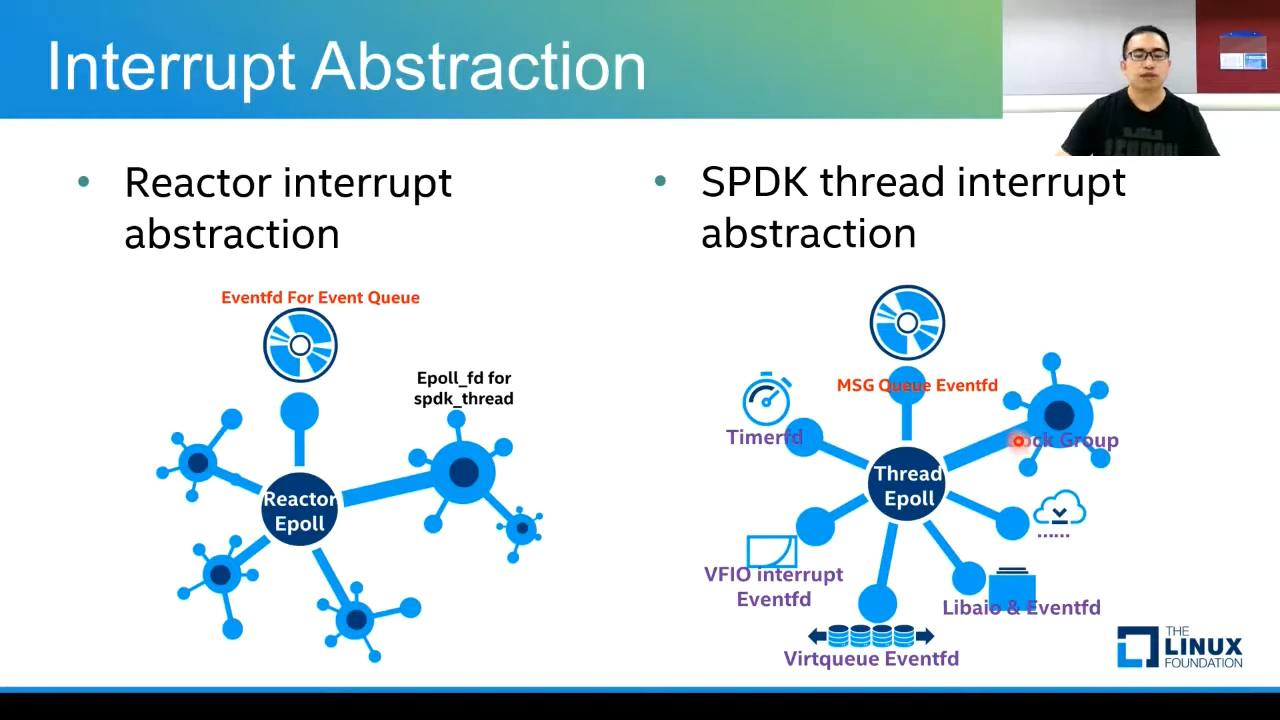 Interrupt Abstraction
• Reactor interrupt
abstraction
Eventfd For Event Queue
Epoll_fd for
spdk_thread
Reactor
Epoll
• SPDK thread interrupt
abstraction
MSG Queue Eventfd
Timerfd
Group
Thread
Epoll
VFIO interrupt
Eventfd
Libaio & Eventfd
Virtqueue Eventfd
THE
LINUX
FOUNDATION